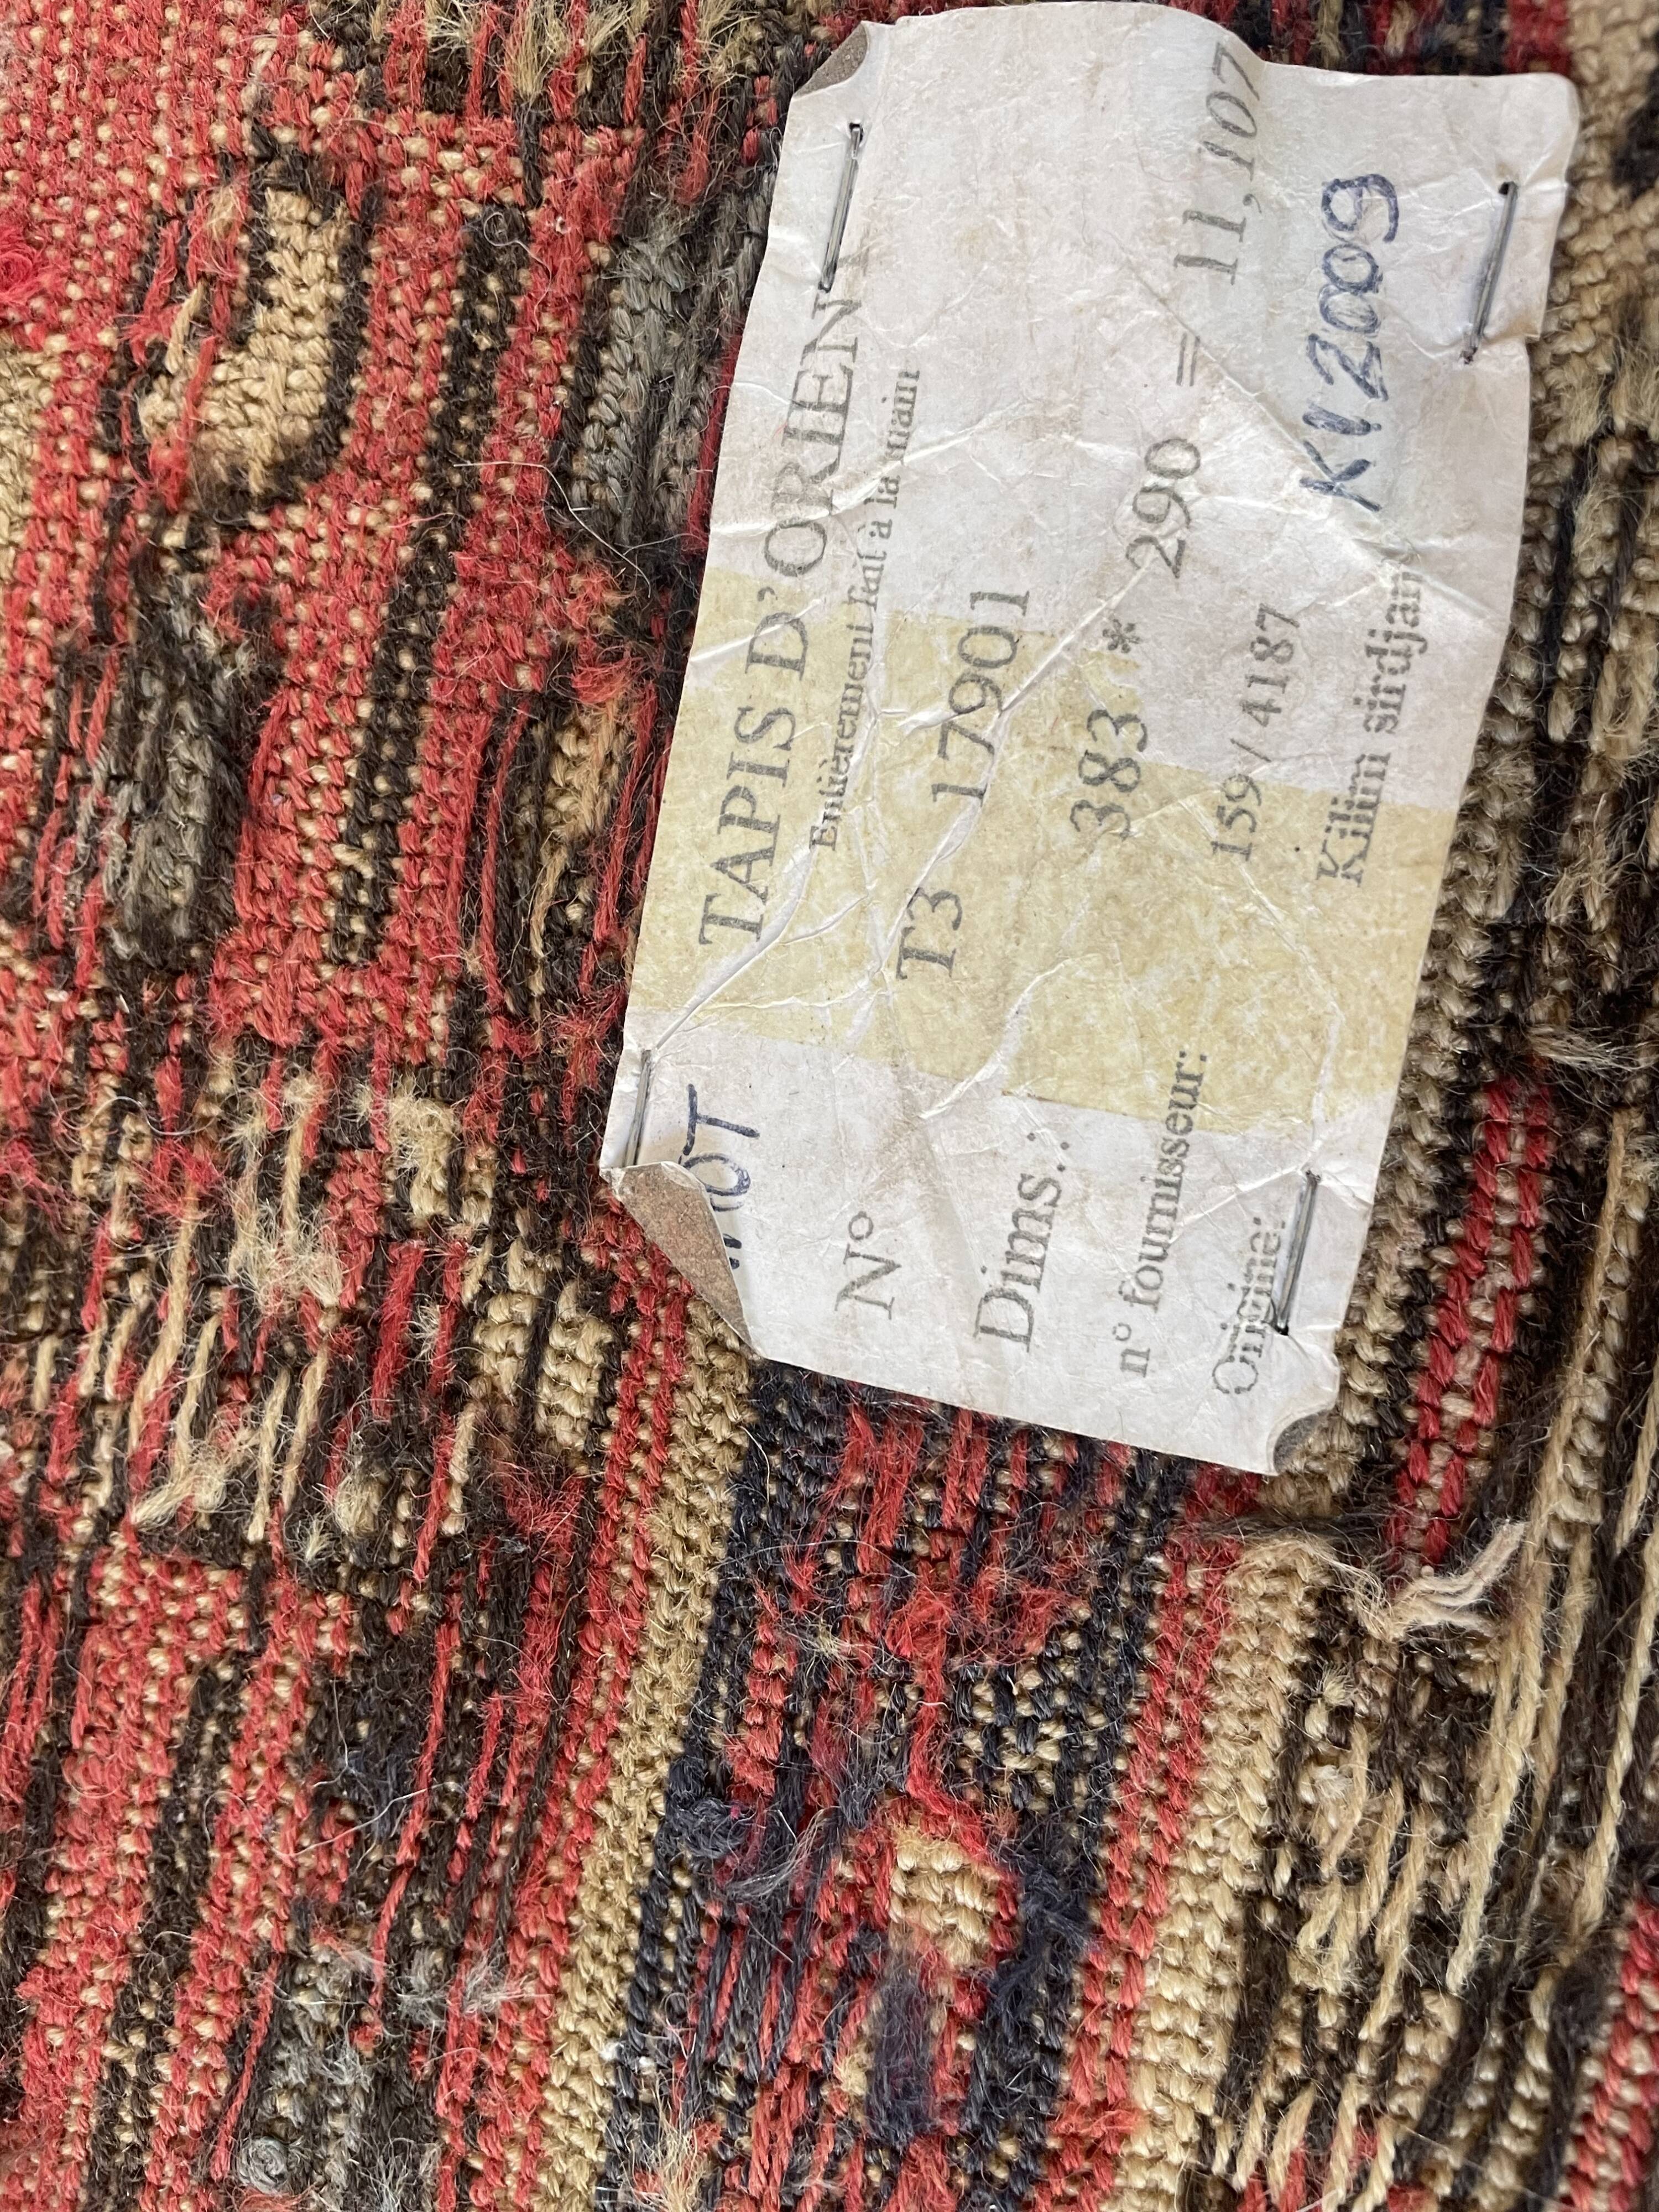 TAPIS D'ORIENT
Entièrement fait à la main
N° T3 17901
Dims.: 383 * 290 = 11,107
n° fournisseur: 159/4187
Origine: Kilim sirdjan
K12009